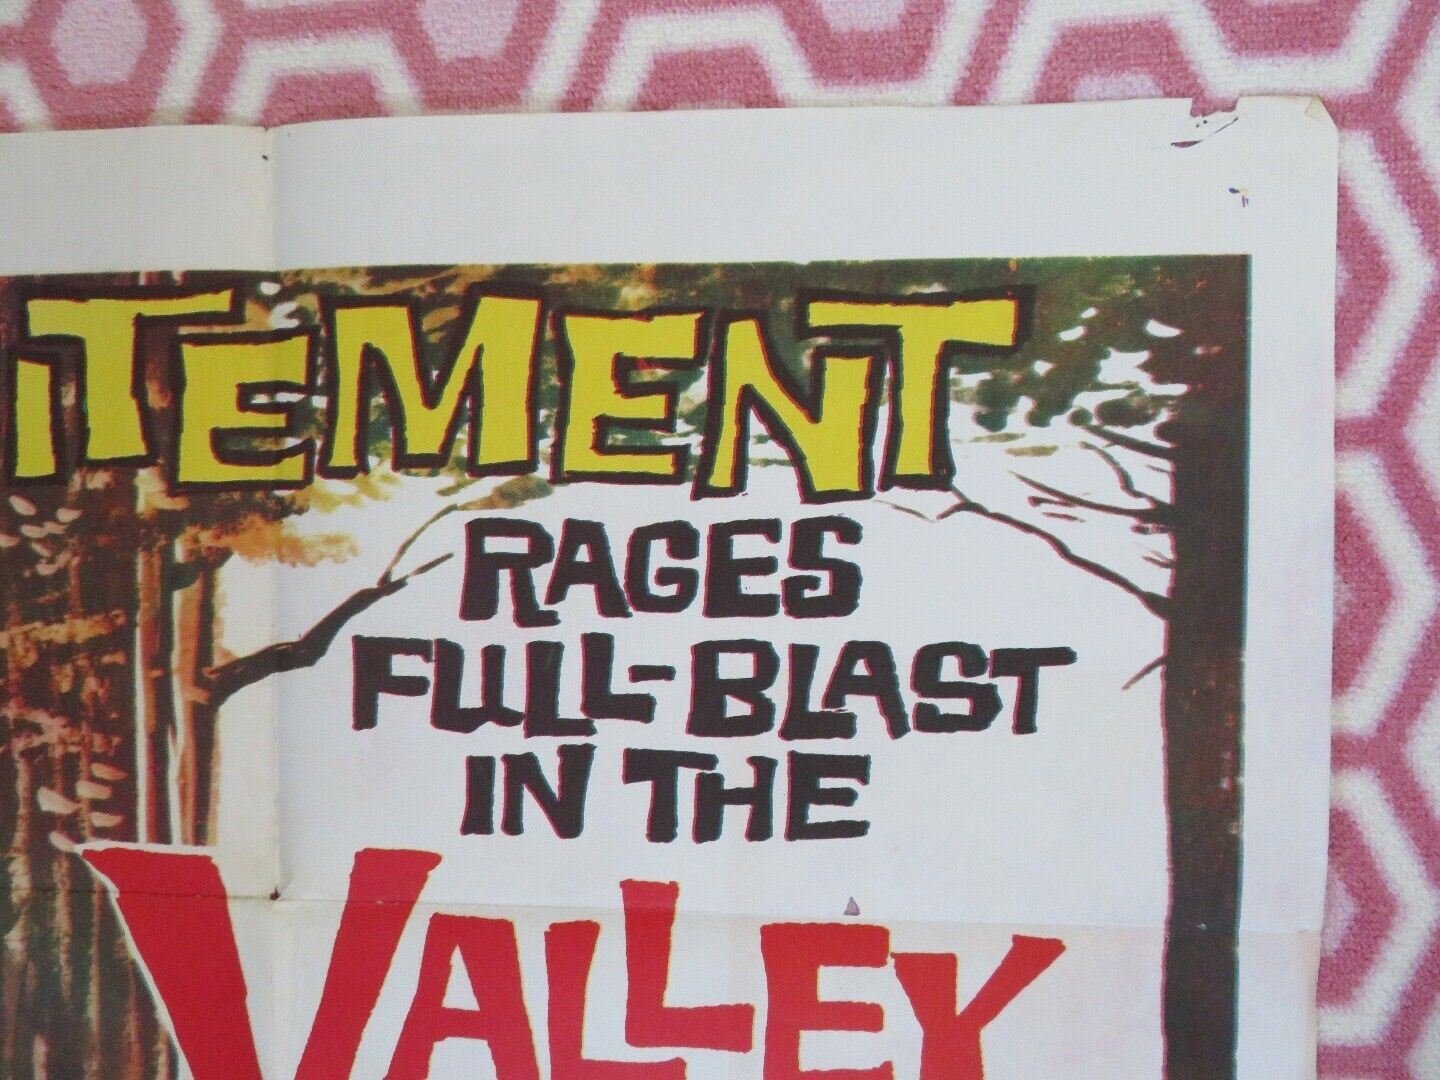 ITEMENT
RAGES
FULL-BLAST
IN THE
VALLEY